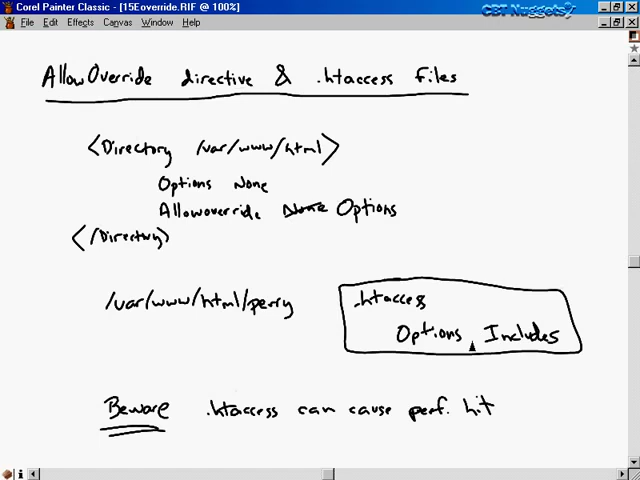 Corel Painter Classic - [15Eoverride.RIF @ 100%]
CBT Nuggets
File Edit Effects Canvas Window Help
AllowOverride directive & .htaccess files
<Directory /var/www/html>
Options None
Allowoverride None Options
</Directory>
/var/www/html/perry
.htaccess
Options Includes
Beware .htaccess can cause perf. hit